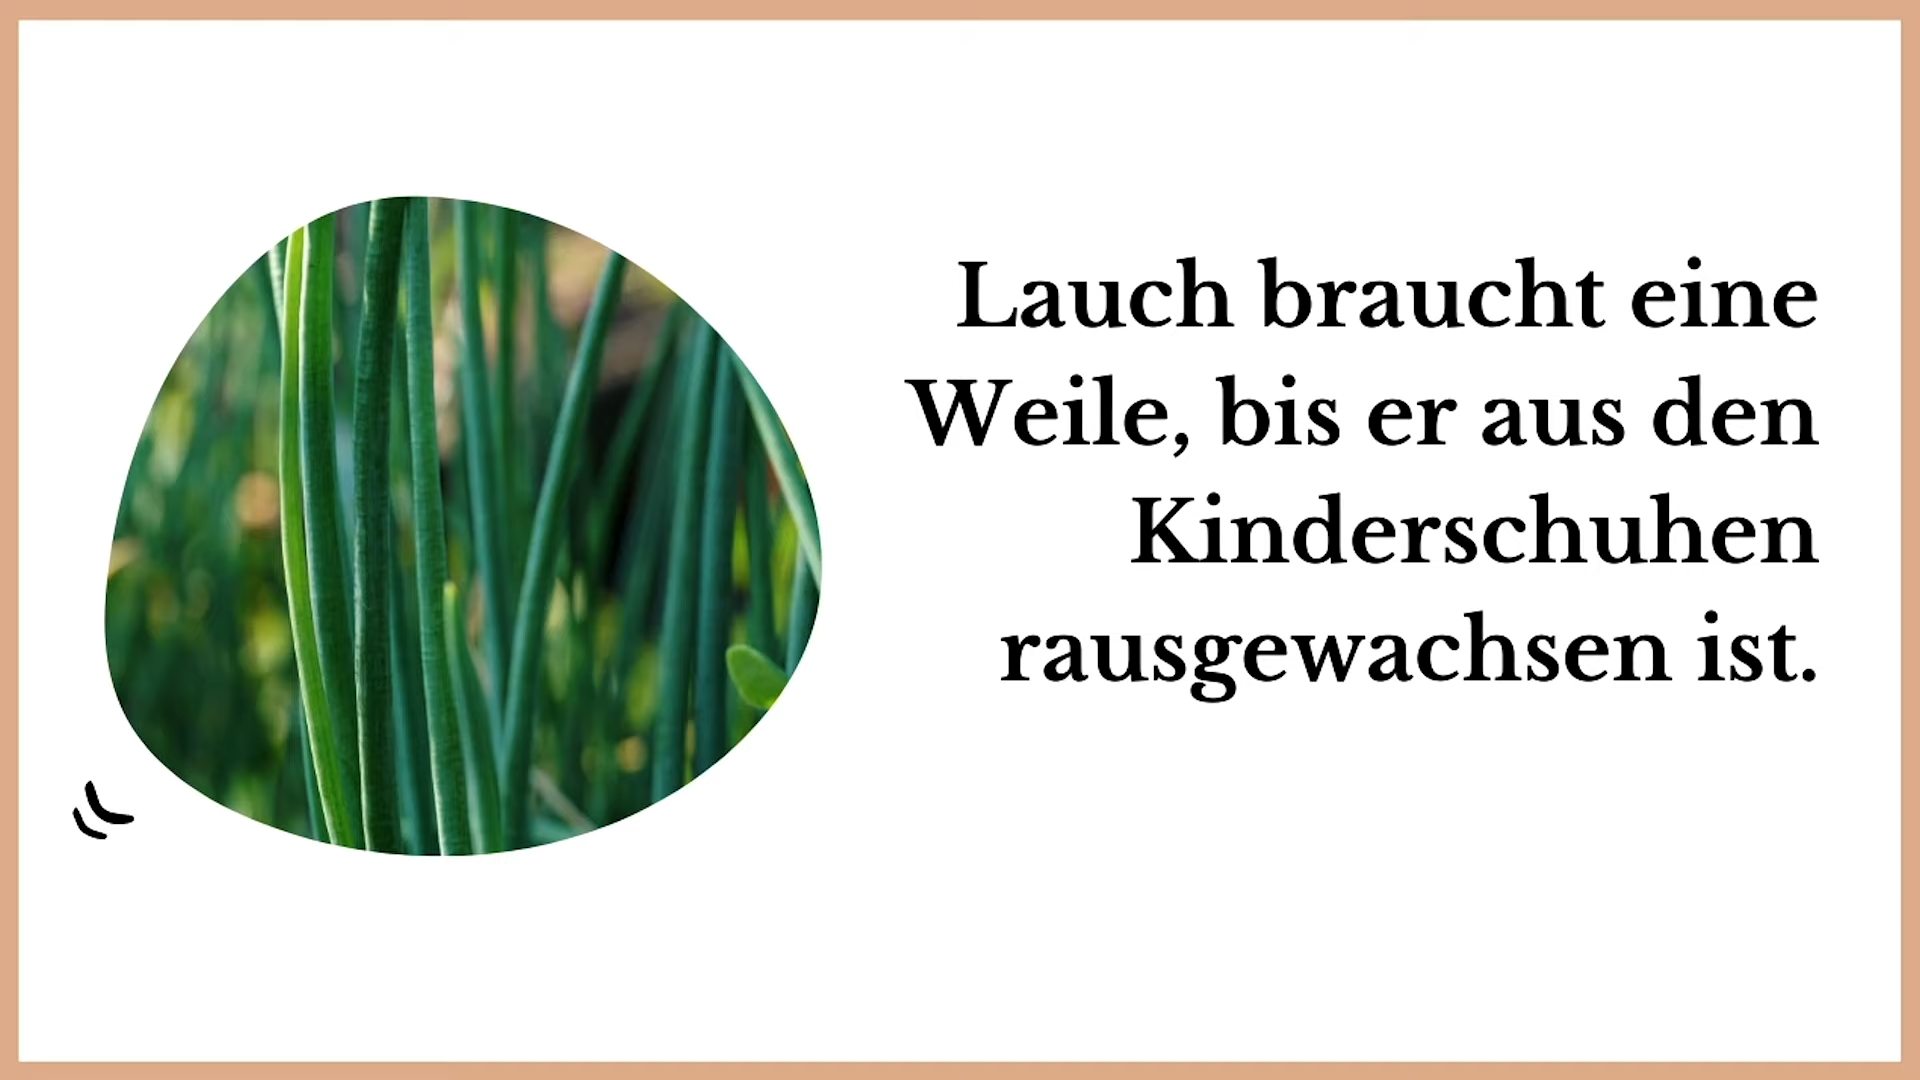 Lauch braucht eine
Weile, bis er aus den
Kinderschuhen
rausgewachsen ist.